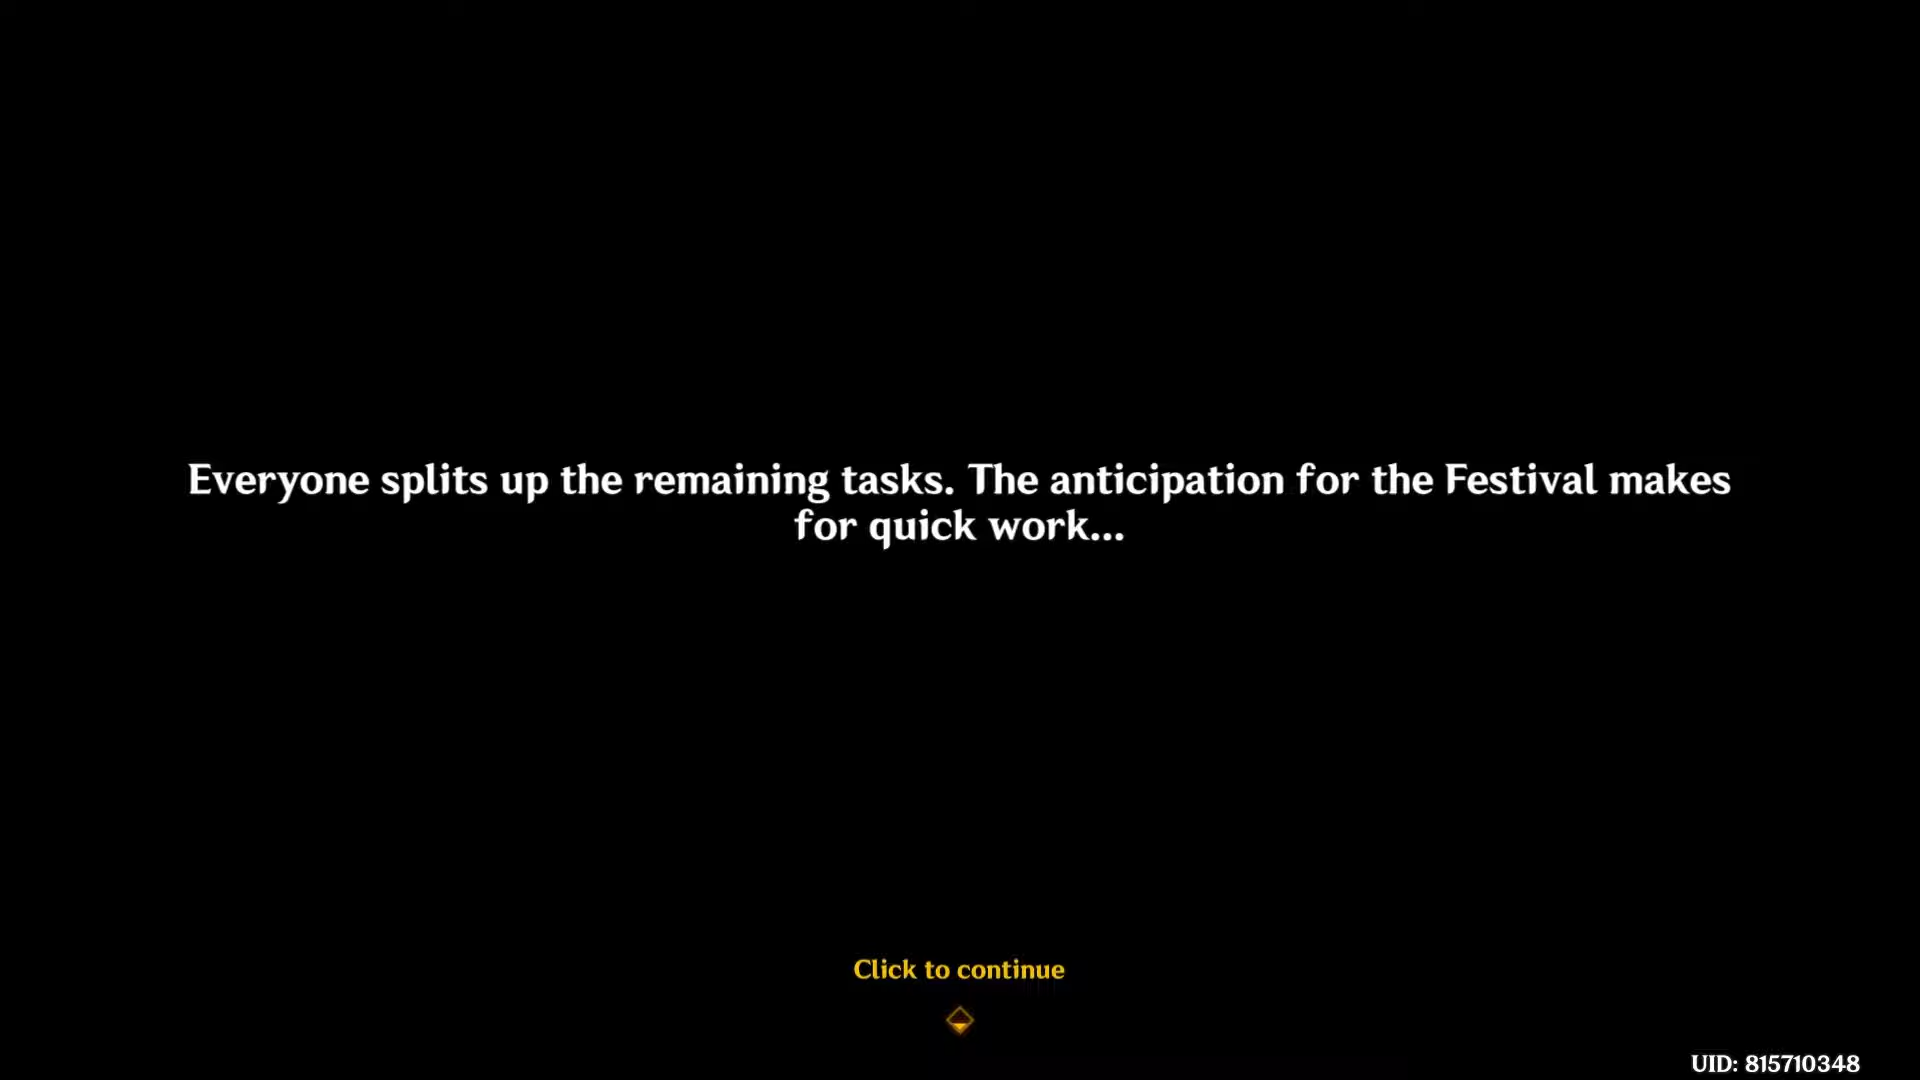 Everyone splits up the remaining tasks. The anticipation for the Festival makes
for quick work...
Click to continue
UID: 815710348